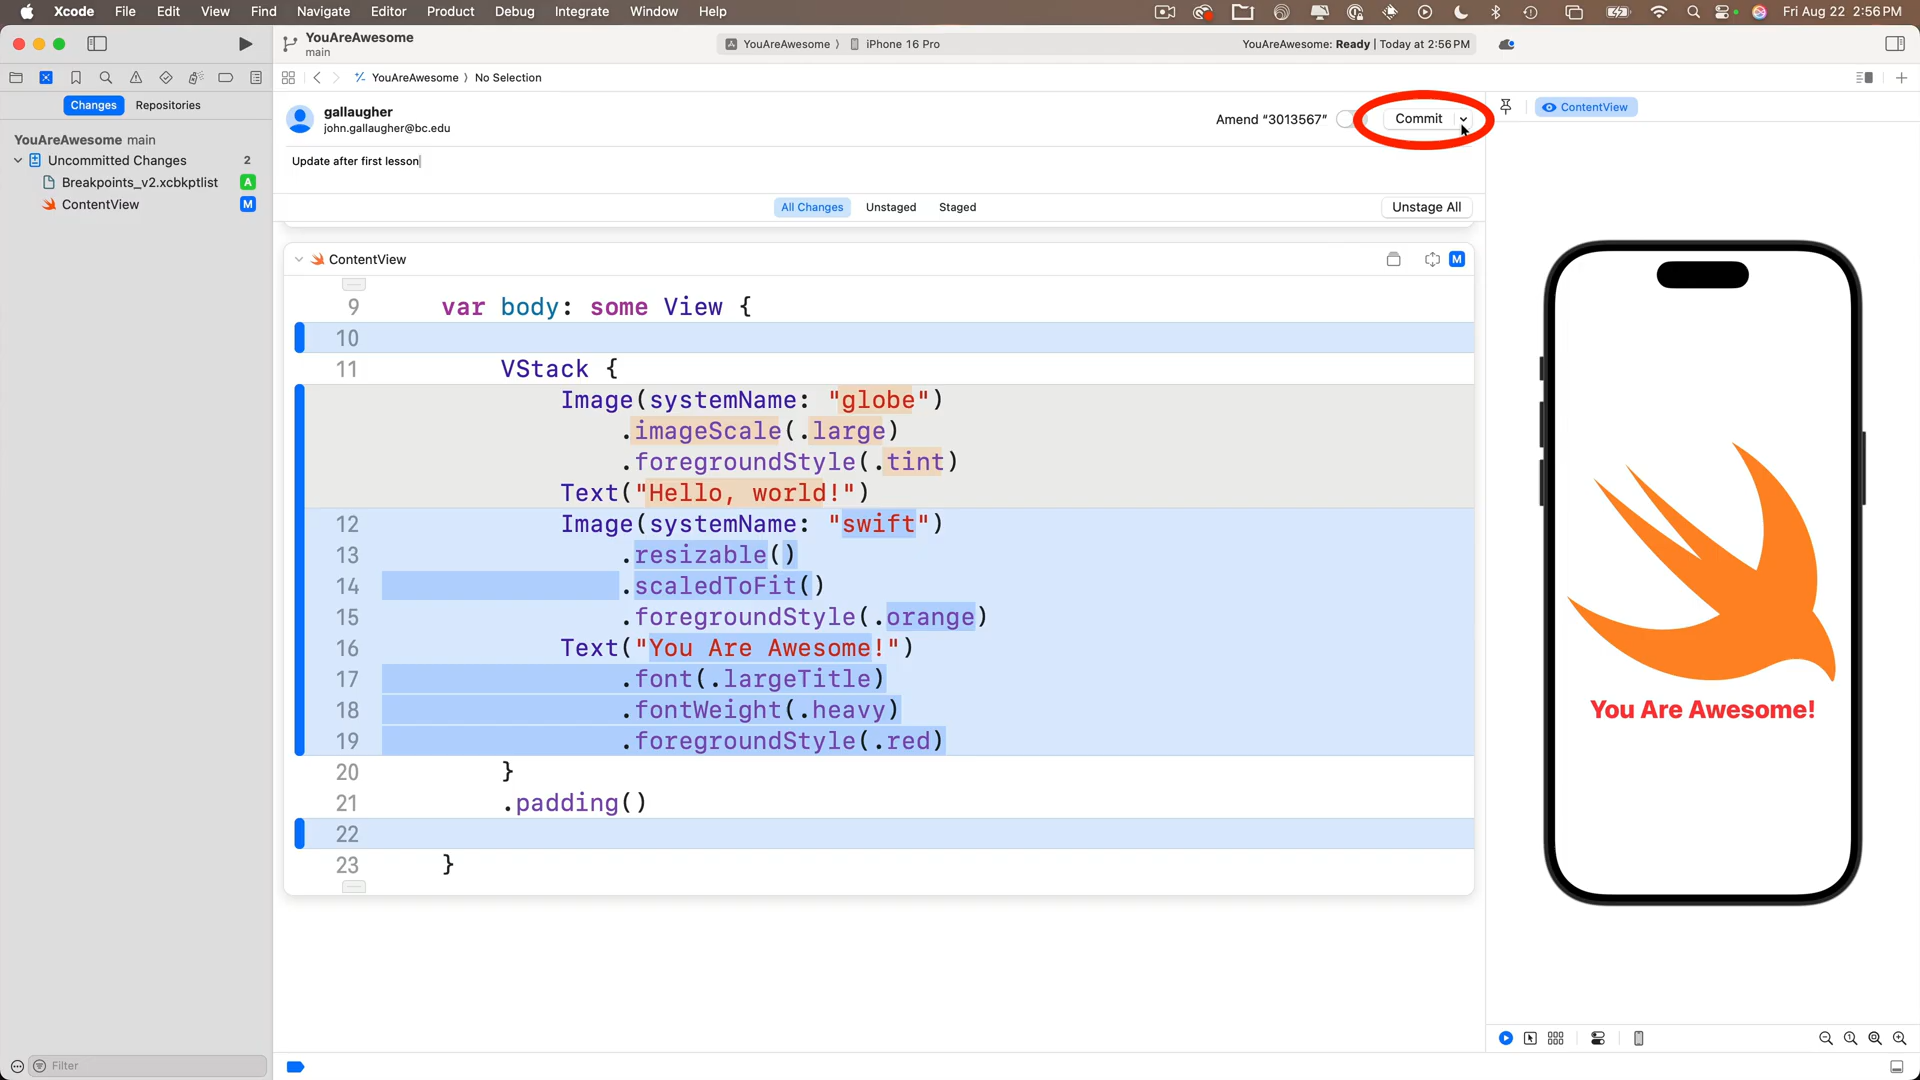 Xcode File Edit View Find Navigate Editor Product Debug Integrate Window Help Fri Aug 22 2:56 PM
YouAreAwesome
main
YouAreAwesome 〉 iPhone 16 Pro
YouAreAwesome: Ready | Today at 2:56 PM
YouAreAwesome 〉 No Selection
Changes Repositories
YouAreAwesome main
Uncommitted Changes 2
Breakpoints_v2.xcbkptlist A
ContentView M
gallaugher
john.gallaugher@bc.edu
Amend “3013567”
Commit
Update after first lesson
All Changes Unstaged Staged
Unstage All
ContentView M
9 var body: some View {
10
11 VStack {
Image(systemName: "globe")
.imageScale(.large)
.foregroundStyle(.tint)
Text("Hello, world!")
12 Image(systemName: "swift")
13 .resizable()
14 .scaledToFit()
15 .foregroundStyle(.orange)
16 Text("You Are Awesome!")
17 .font(.largeTitle)
18 .fontWeight(.heavy)
19 .foregroundStyle(.red)
20 }
21 .padding()
22
23 }
ContentView
You Are Awesome!
Filter